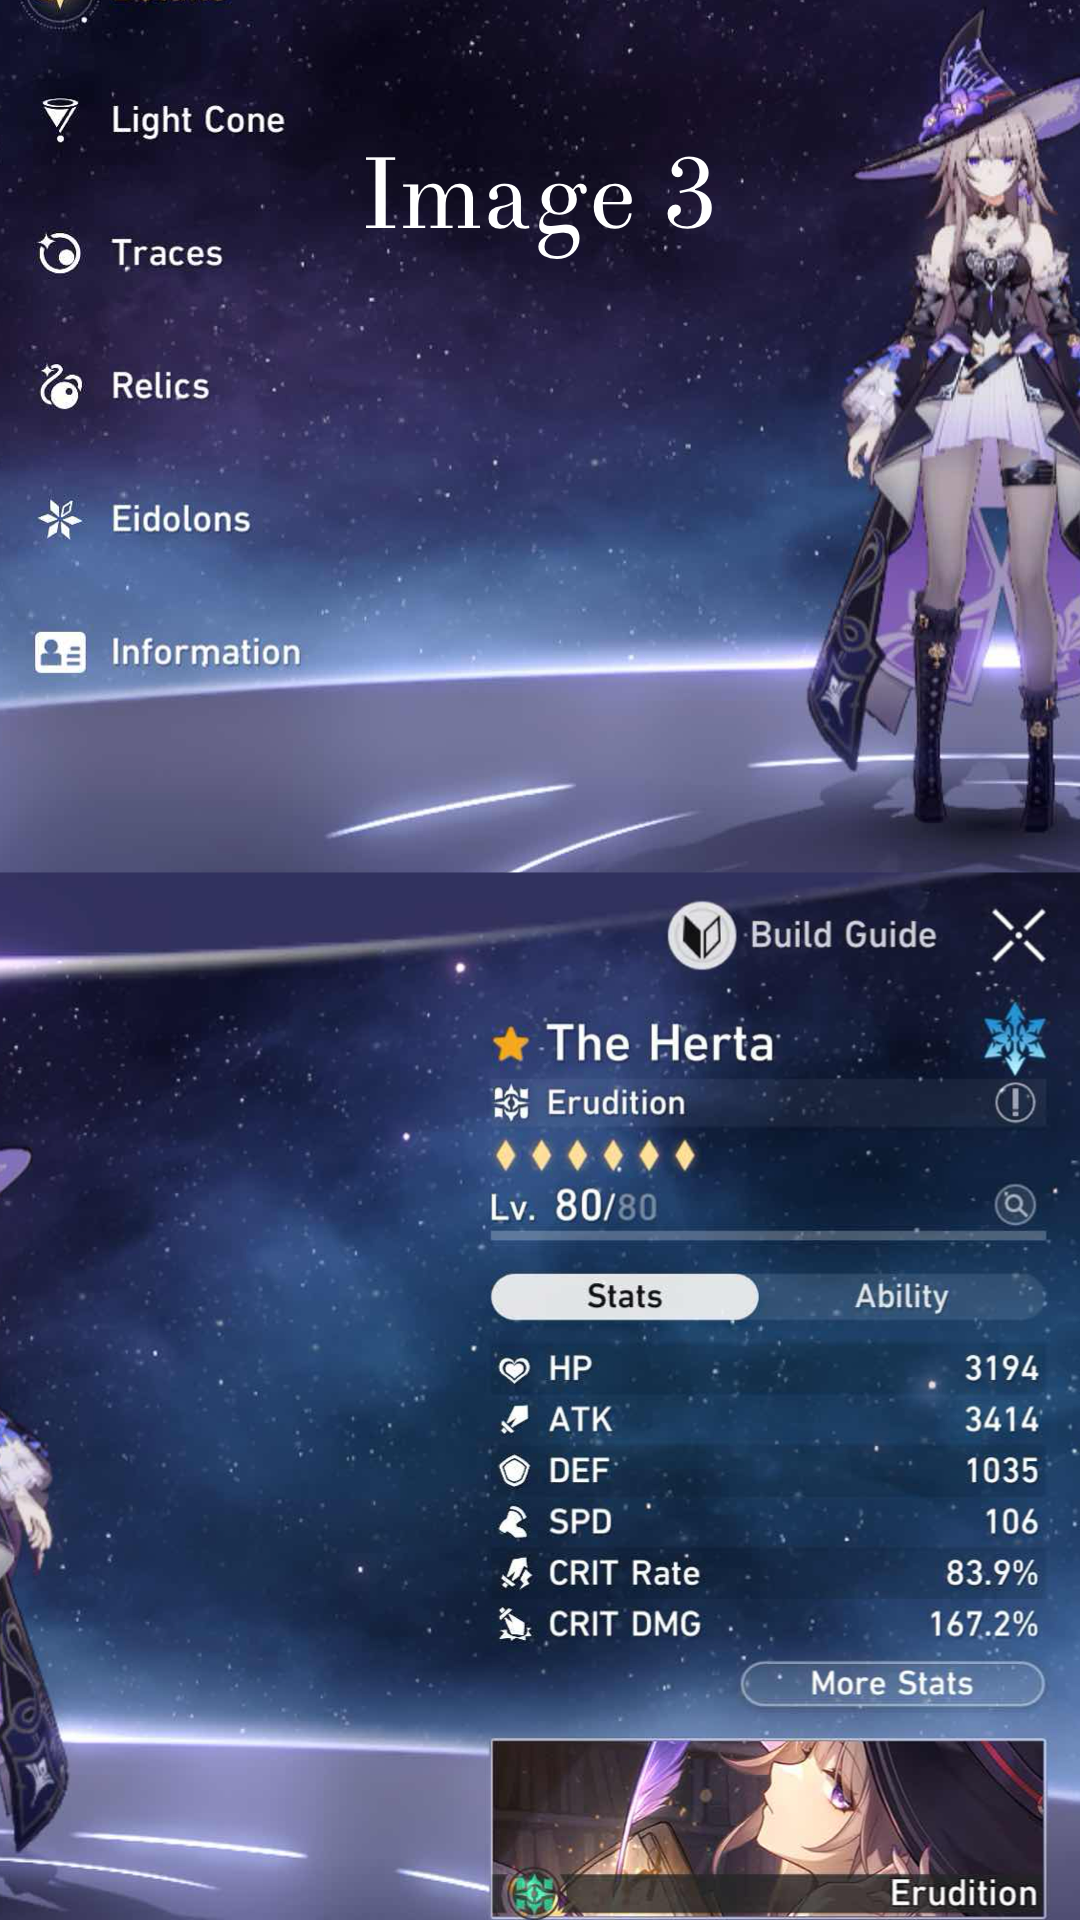 Light Cone
Image 3
Traces
Relics
Eidolons
Information
Build Guide
The Herta
Erudition
Lv. 80/80
Stats
Ability
HP 3194
ATK 3414
DEF 1035
SPD 106
CRIT Rate 83.9%
CRIT DMG 167.2%
More Stats
Erudition